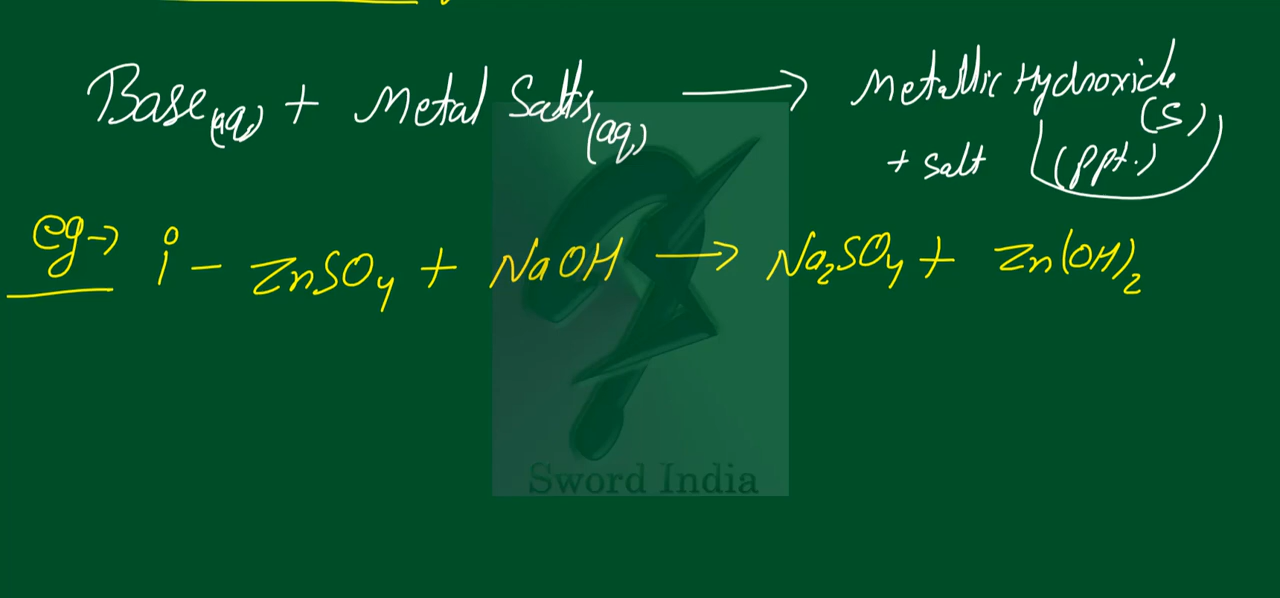 Base(aq) + Metal Salts(aq) → Metallic Hydroxide (s)
+ salt (ppt.)
eg→ i - ZnSO₄ + NaOH → Na₂SO₄ + Zn(OH)₂
Sword India